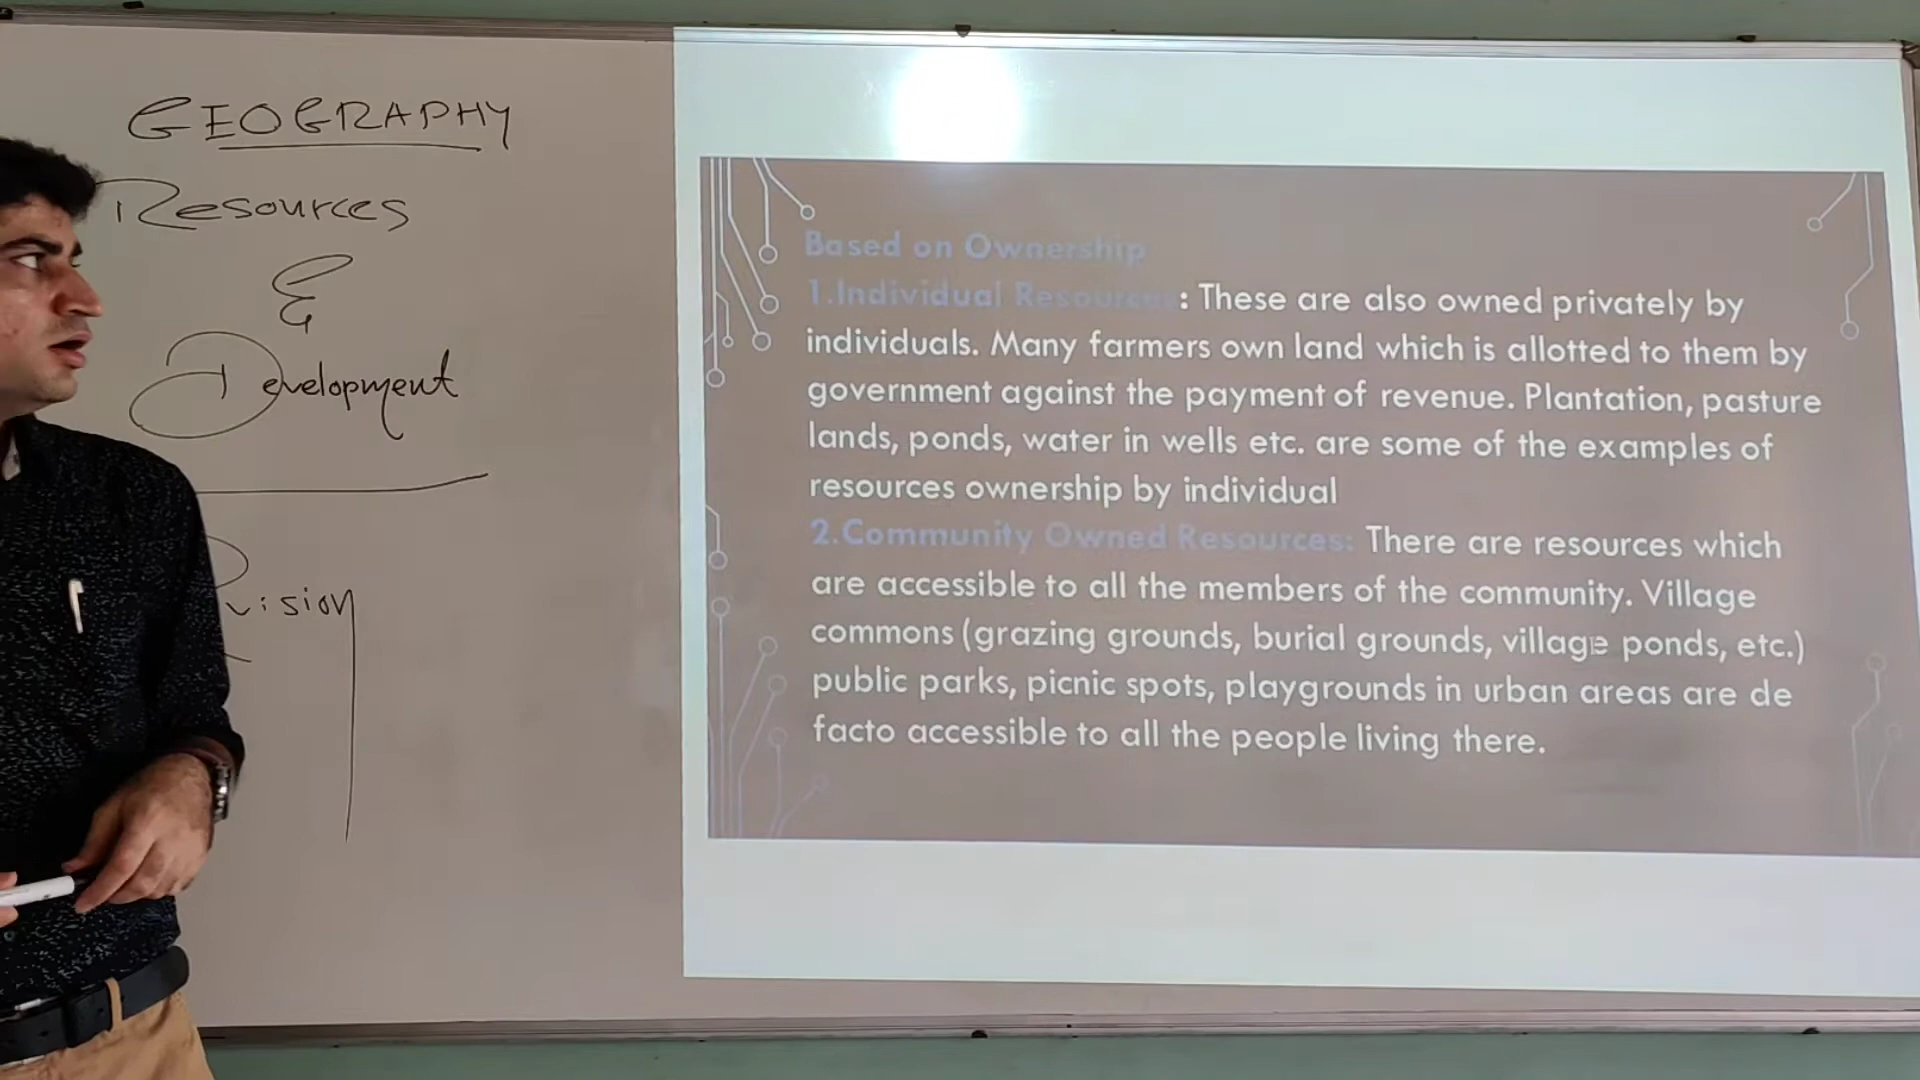 GEOGRAPHY
Resources
&
Development
vision
Based on Ownership
1.Individual Resources: These are also owned privately by
individuals. Many farmers own land which is allotted to them by
government against the payment of revenue. Plantation, pasture
lands, ponds, water in wells etc. are some of the examples of
resources ownership by individual
2.Community Owned Resources: There are resources which
are accessible to all the members of the community. Village
commons (grazing grounds, burial grounds, village ponds, etc.)
public parks, picnic spots, playgrounds in urban areas are de
facto accessible to all the people living there.